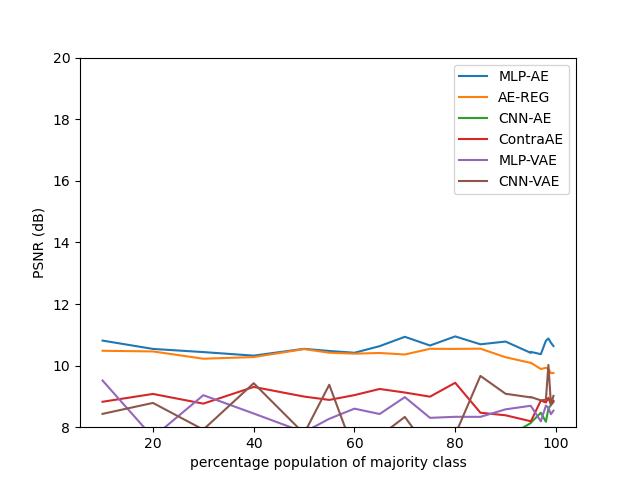 20
18
16
14
12
10
8
PSNR (dB)
MLP-AE
AE-REG
CNN-AE
ContraAE
MLP-VAE
CNN-VAE
20 40 60 80 100
percentage population of majority class